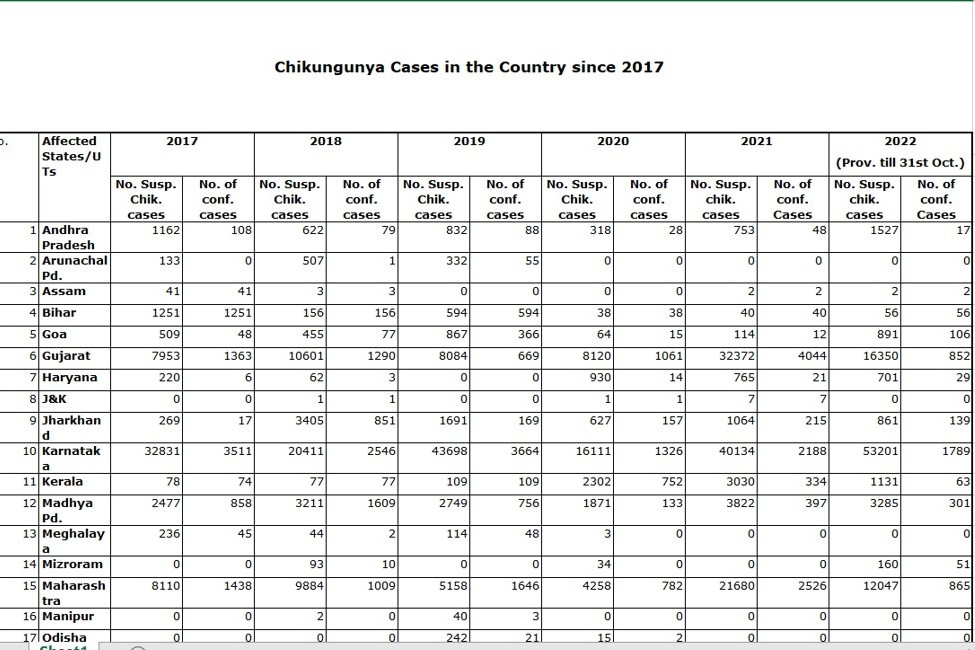 Chikungunya Cases in the Country since 2017
Affected States/U Ts 2017 2018 2019 2020 2021 2022
(Prov. till 31st Oct.)
No. Susp. Chik. cases No. of conf. cases No. Susp. Chik. cases No. of conf. cases No. Susp. Chik. cases No. of conf. cases No. Susp. Chik. cases No. of conf. cases No. Susp. chik. cases No. of conf. Cases No. Susp. chik. cases No. of conf. Cases
1 Andhra Pradesh 1162 108 622 79 832 88 318 28 753 48 1527 17
2 Arunachal Pd. 133 0 507 1 332 55 0 0 0 0 0 0
3 Assam 41 41 3 3 0 0 0 0 2 2 2 2
4 Bihar 1251 1251 156 156 594 594 38 38 40 40 56 56
5 Goa 509 48 455 77 867 366 64 15 114 12 891 106
6 Gujarat 7953 1363 10601 1290 8084 669 8120 1061 32372 4044 16350 852
7 Haryana 220 6 62 3 0 0 930 14 765 21 701 29
8 J&K 0 0 1 1 0 0 1 1 7 7 0 0
9 Jharkhan d 269 17 3405 851 1691 169 627 157 1064 215 861 139
10 Karnatak a 32831 3511 20411 2546 43698 3664 16111 1326 40134 2188 53201 1789
11 Kerala 78 74 77 77 109 109 2302 752 3030 334 1131 63
12 Madhya Pd. 2477 858 3211 1609 2749 756 1871 133 3822 397 3285 301
13 Meghalay a 236 45 44 2 114 48 3 0 0 0 0 0
14 Mizroram 0 0 93 10 0 0 34 0 0 0 160 51
15 Maharash tra 8110 1438 9884 1009 5158 1646 4258 782 21680 2526 12047 865
16 Manipur 0 0 2 0 40 3 0 0 0 0 0 0
17 Odisha 0 0 0 0 242 21 15 2 0 0 0 0
Sheet1